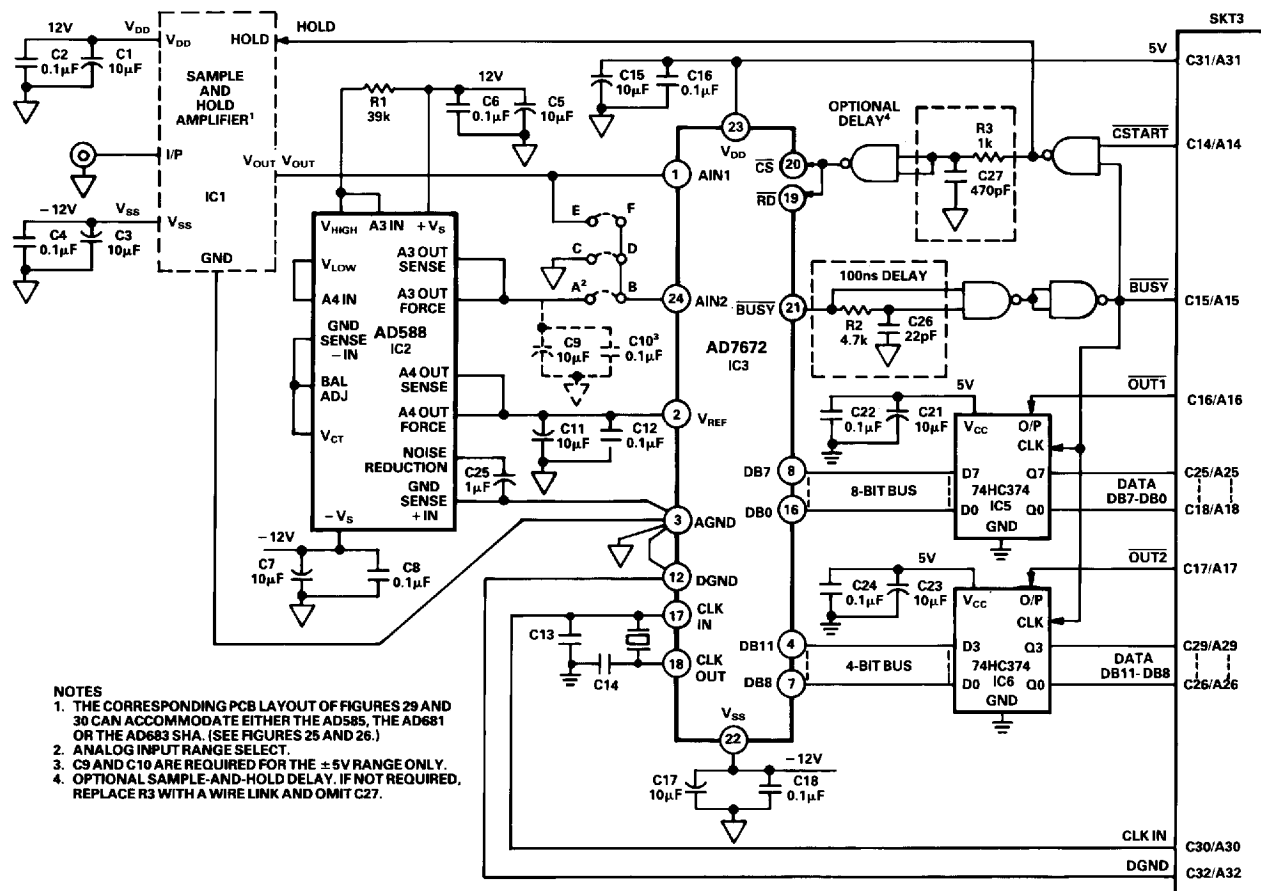 SKT3
12V
VDD
VDD
HOLD
HOLD
C2
0.1µF
C1
10µF
SAMPLE
AND
HOLD
AMPLIFIER1
I/P
VOUT
VOUT
IC1
-12V
VSS
VSS
C4
0.1µF
C3
10µF
GND
R1
39k
12V
C6
0.1µF
C5
10µF
C15
10µF
C16
0.1µF
5V
C31/A31
OPTIONAL
DELAY4
R3
1k
C27
470pF
CSTART
C14/A14
23
VDD
20
CS
19
RD
1
AIN1
E
F
C
D
A2
B
24
AIN2
VHIGH
A3 IN
+VS
VLOW
A4 IN
A3 OUT
SENSE
A3 OUT
FORCE
GND
SENSE
-IN
AD588
IC2
BAL
ADJ
A4 OUT
SENSE
A4 OUT
FORCE
VCT
NOISE
REDUCTION
GND
SENSE
+IN
-VS
C9
10µF
C103
0.1µF
C11
10µF
C12
0.1µF
C25
1µF
2
VREF
AD7672
IC3
21
BUSY
100ns DELAY
R2
4.7k
C26
22pF
BUSY
C15/A15
5V
C22
0.1µF
C21
10µF
OUT1
C16/A16
VCC
O/P
CLK
D7
Q7
74HC374
IC5
D0
Q0
GND
DB7
8
8-BIT BUS
DB0
16
C25/A25
DATA
DB7-DB0
C18/A18
3
AGND
12
DGND
17
CLK
IN
18
CLK
OUT
-12V
C7
10µF
C8
0.1µF
C13
C14
5V
C24
0.1µF
C23
10µF
OUT2
C17/A17
VCC
O/P
CLK
D3
Q3
74HC374
IC6
D0
Q0
GND
DB11
4
4-BIT BUS
DB8
7
C29/A29
DATA
DB11-DB8
C26/A26
VSS
22
-12V
C17
10µF
C18
0.1µF
NOTES
1. THE CORRESPONDING PCB LAYOUT OF FIGURES 29 AND
30 CAN ACCOMMODATE EITHER THE AD585, THE AD681
OR THE AD683 SHA. (SEE FIGURES 25 AND 26.)
2. ANALOG INPUT RANGE SELECT.
3. C9 AND C10 ARE REQUIRED FOR THE ±5V RANGE ONLY.
4. OPTIONAL SAMPLE-AND-HOLD DELAY. IF NOT REQUIRED,
REPLACE R3 WITH A WIRE LINK AND OMIT C27.
CLK IN
C30/A30
DGND
C32/A32